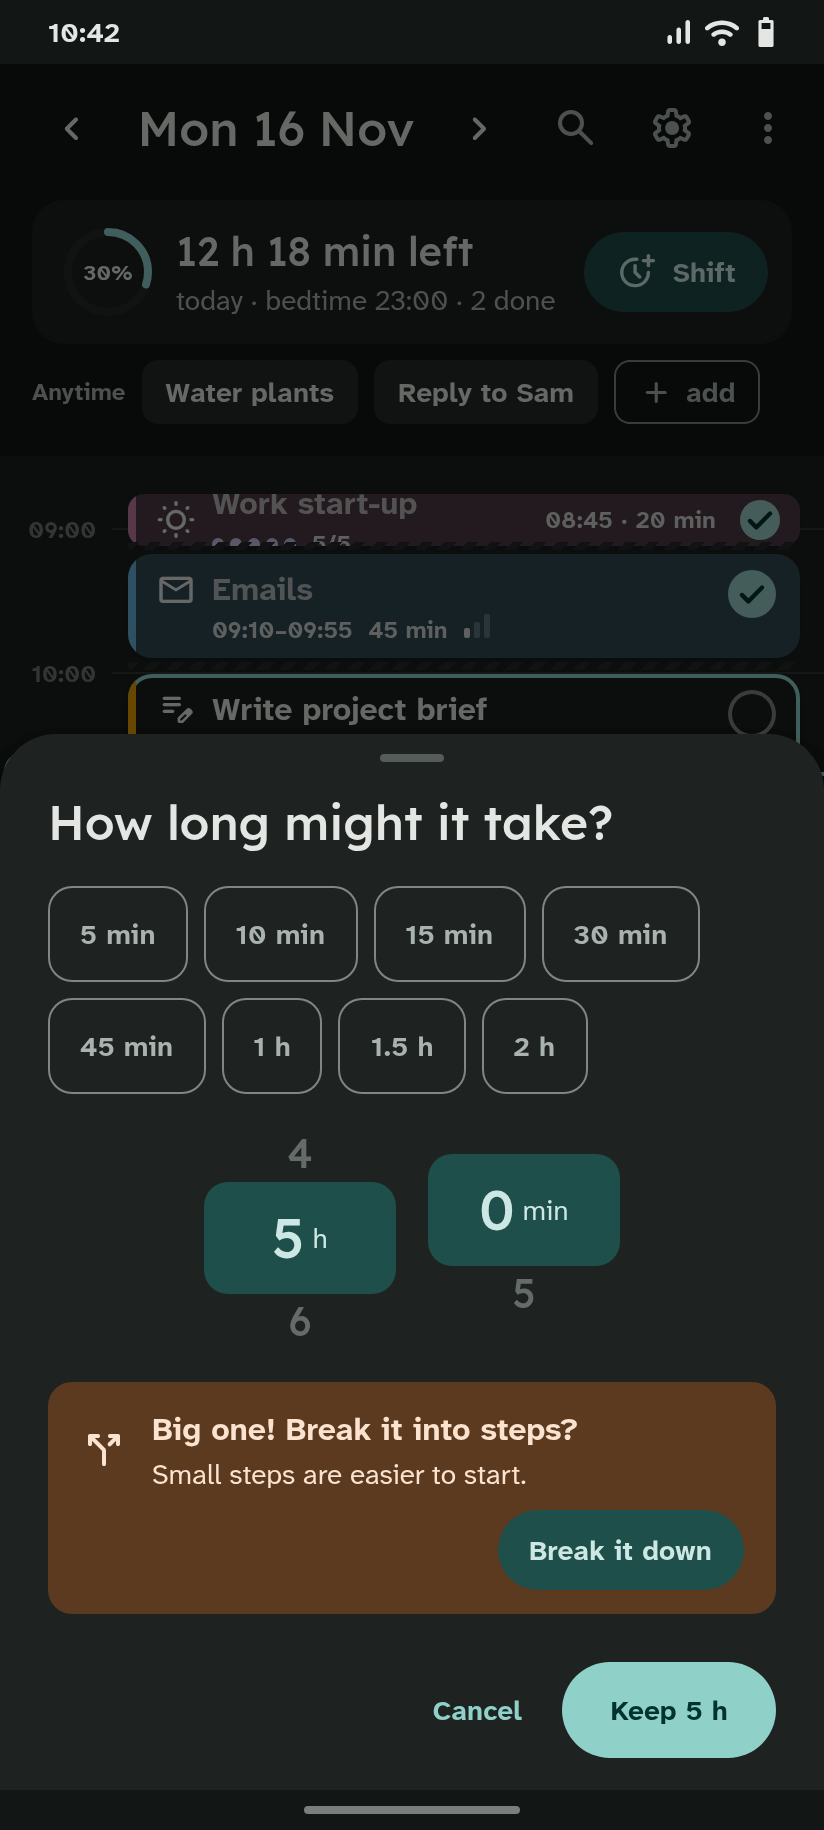 10:42
Mon 16 Nov
30%
12 h 18 min left
today · bedtime 23:00 · 2 done
Shift
Anytime
Water plants
Reply to Sam
+ add
09:00
Work start-up
5/5
08:45 · 20 min
Emails
09:10–09:55 45 min
10:00
Write project brief
How long might it take?
5 min
10 min
15 min
30 min
45 min
1 h
1.5 h
2 h
4
5 h
6
0 min
5
Big one! Break it into steps?
Small steps are easier to start.
Break it down
Cancel
Keep 5 h